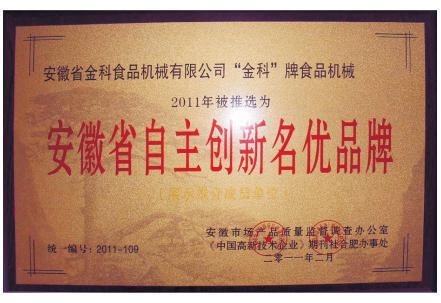 安徽省金科食品机械有限公司“金科”牌食品机械
2011年被推选为
安徽省自主创新名优品牌
安徽市场产品质量监督调查办公室
统一编号：2011-109
《中国高新技术企业》期刊社合肥办事处
二零一一年二月